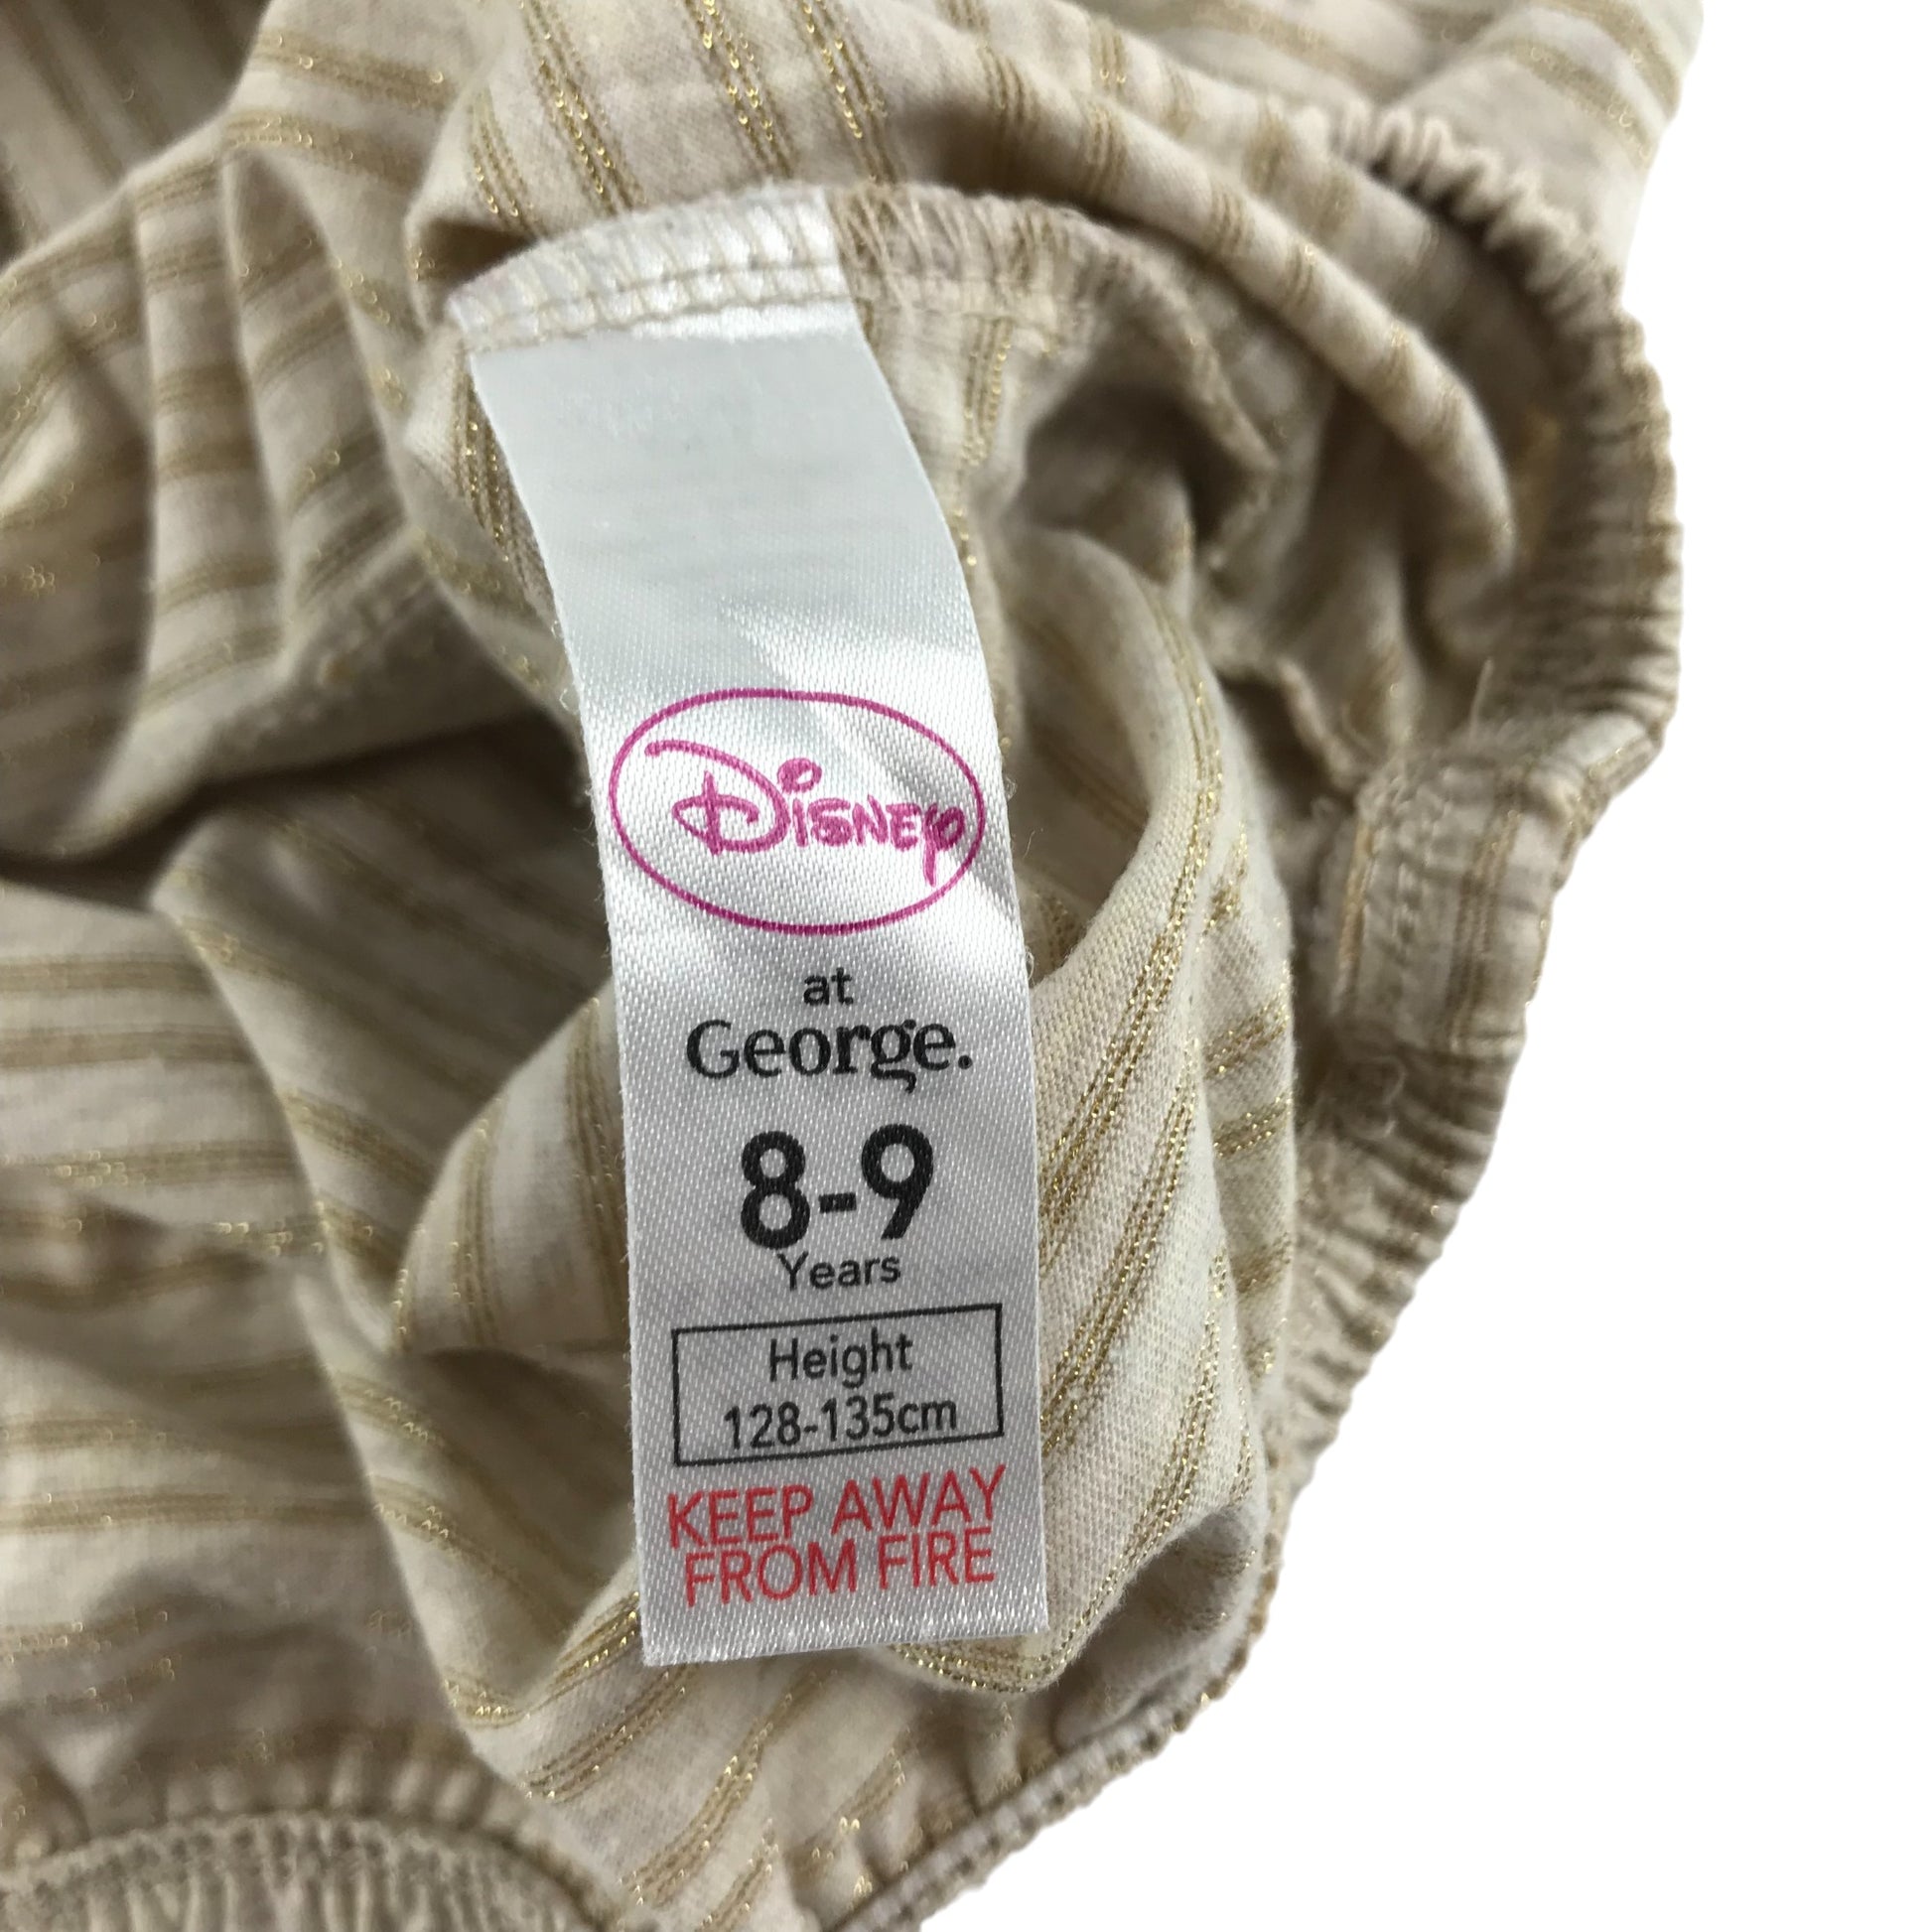 Disney
at
George.
8-9
Years
Height
128-135cm
KEEP AWAY
FROM FIRE